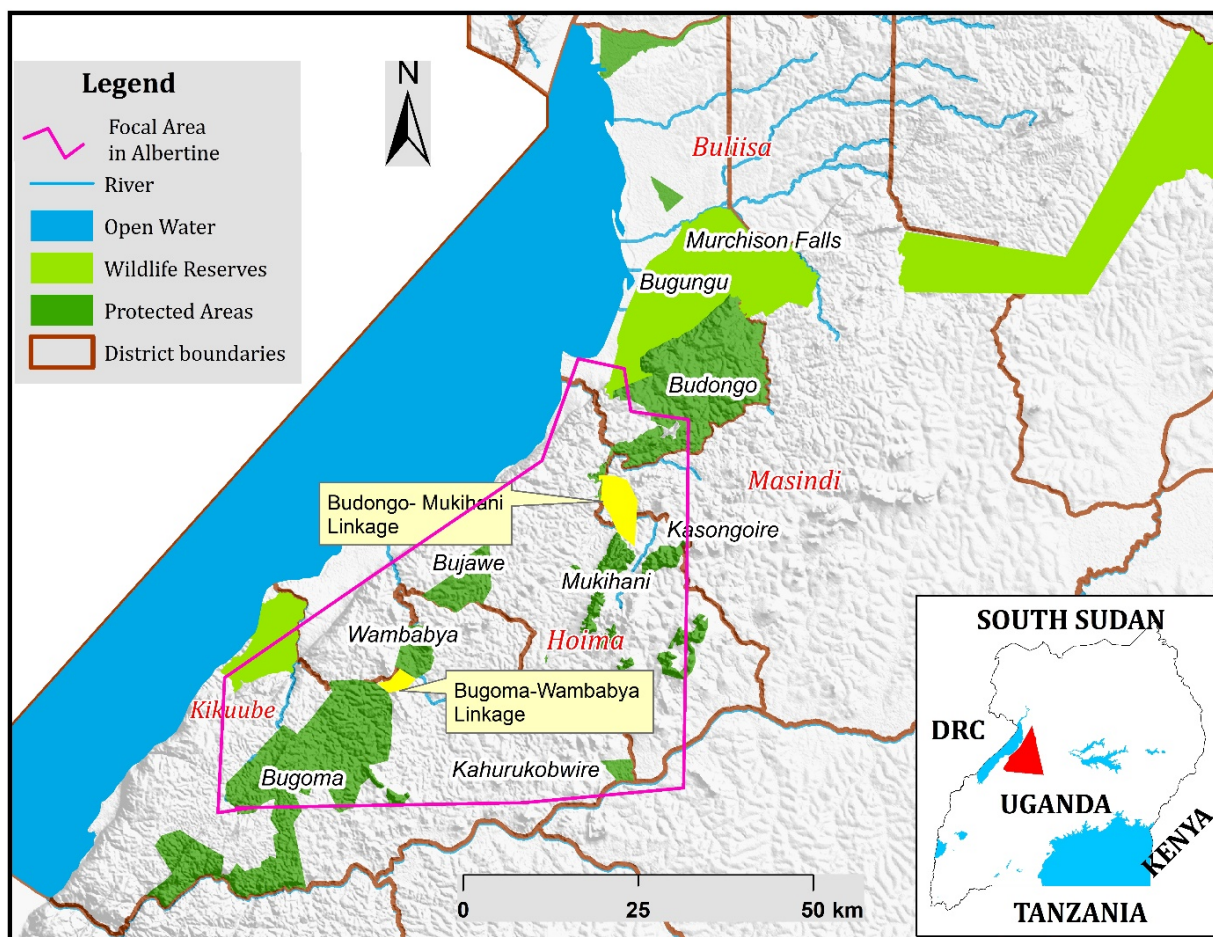 Legend
Focal Area
in Albertine
River
Open Water
Wildlife Reserves
Protected Areas
District boundaries
N
Buliisa
Murchison Falls
Bugungu
Budongo
Masindi
Budongo- Mukihani
Linkage
Kasongoire
Bujawe
Mukihani
Wambabya
Hoima
Bugoma-Wambabya
Linkage
Kikuube
Bugoma
Kahurukobwire
0
25
50 km
SOUTH SUDAN
DRC
UGANDA
KENYA
TANZANIA